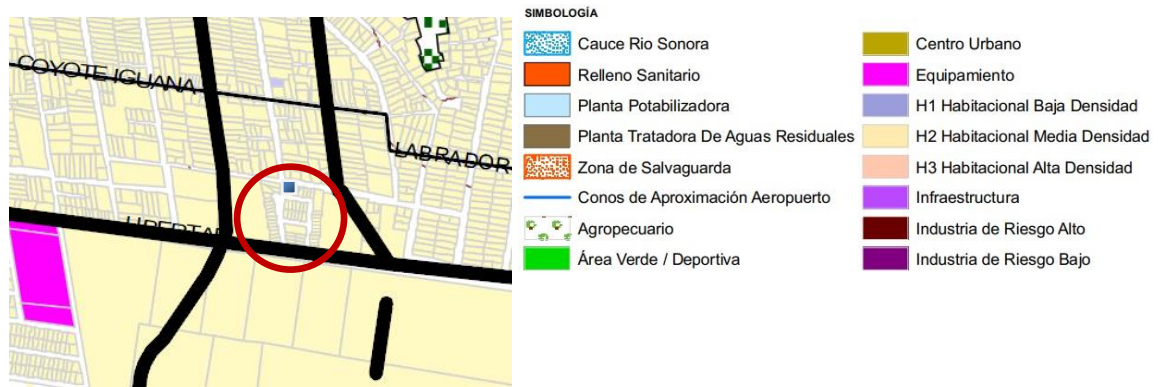 COYOTE IGUANA
LABRADOR
SIMBOLOGÍA
Cauce Rio Sonora
Relleno Sanitario
Planta Potabilizadora
Planta Tratadora De Aguas Residuales
Zona de Salvaguarda
Conos de Aproximación Aeropuerto
Agropecuario
Área Verde / Deportiva
Centro Urbano
Equipamiento
H1 Habitacional Baja Densidad
H2 Habitacional Media Densidad
H3 Habitacional Alta Densidad
Infraestructura
Industria de Riesgo Alto
Industria de Riesgo Bajo